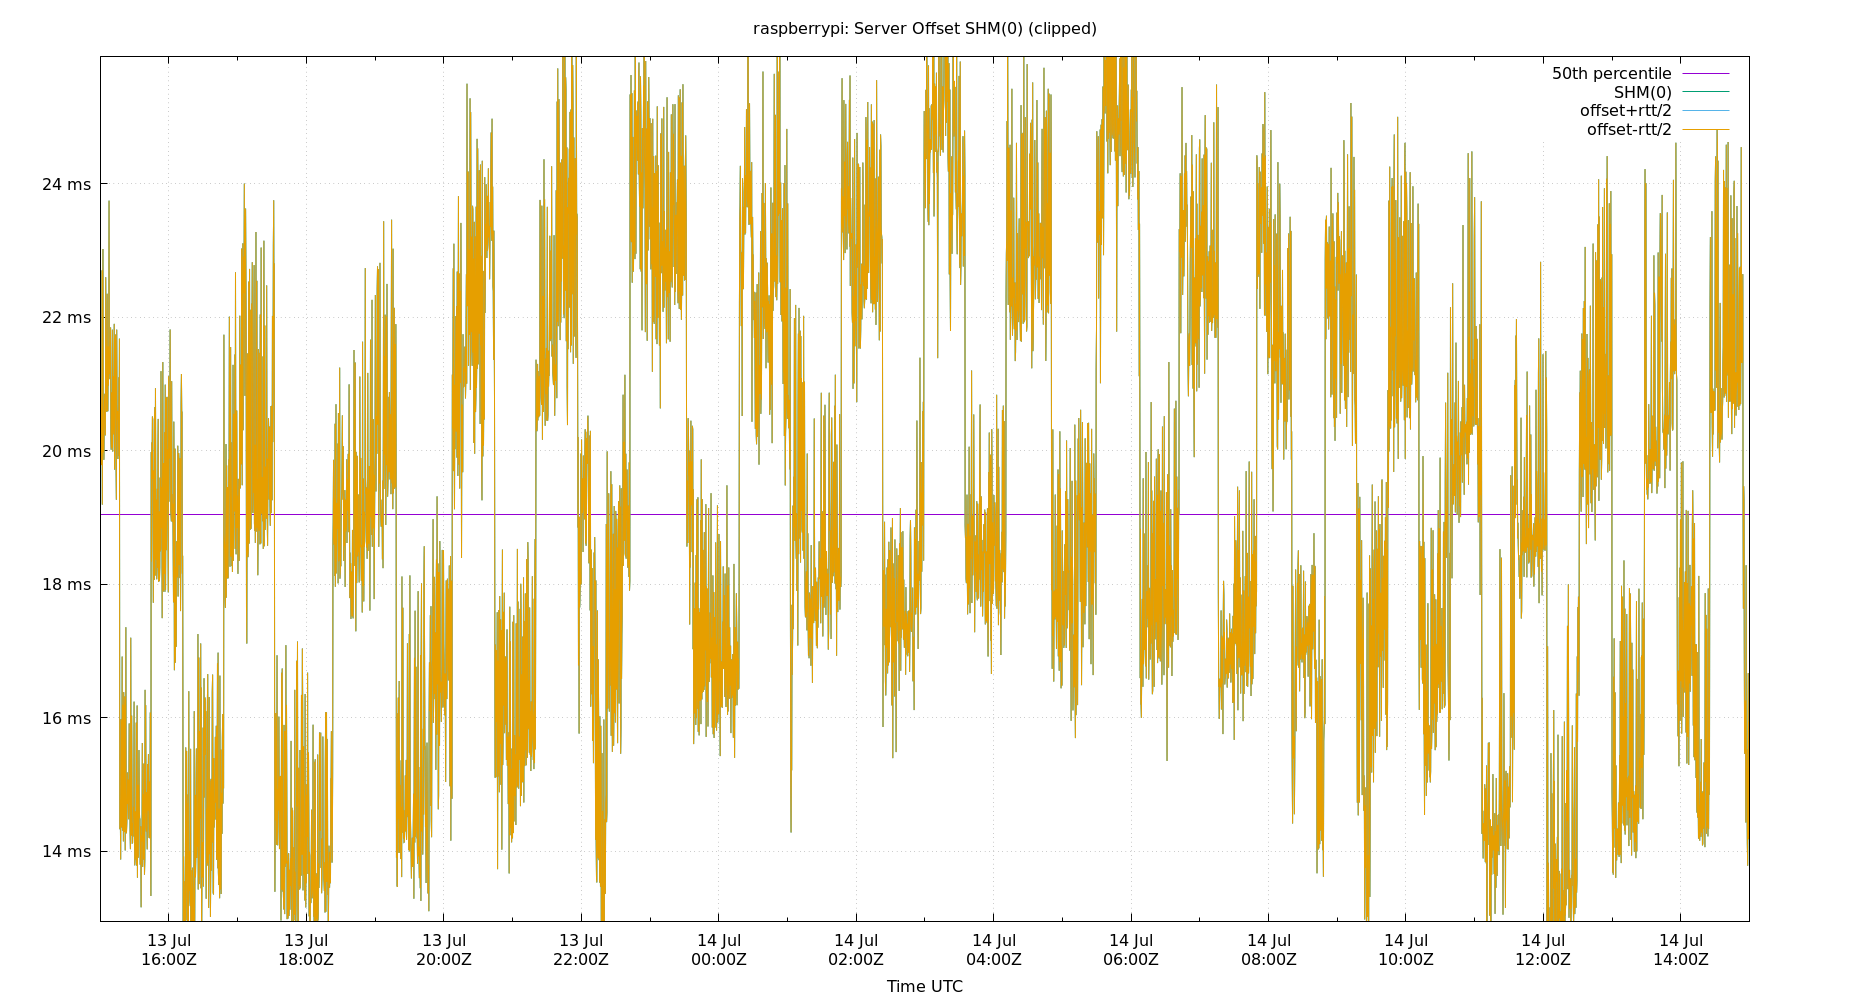 raspberrypi: Server Offset SHM(0) (clipped)
50th percentile
SHM(0)
offset+rtt/2
offset-rtt/2
24 ms
22 ms
20 ms
18 ms
16 ms
14 ms
13 Jul 13 Jul 13 Jul 13 Jul 14 Jul 14 Jul 14 Jul 14 Jul 14 Jul 14 Jul 14 Jul 14 Jul
16:00Z 18:00Z 20:00Z 22:00Z 00:00Z 02:00Z 04:00Z 06:00Z 08:00Z 10:00Z 12:00Z 14:00Z
Time UTC